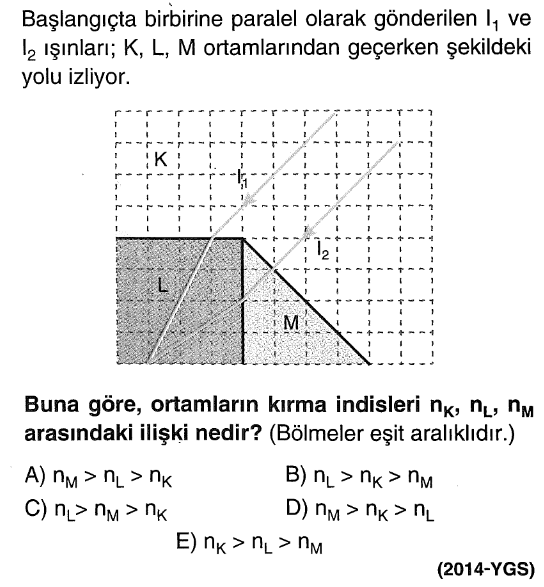 Başlangıçta birbirine paralel olarak gönderilen I₁ ve
I₂ ışınları; K, L, M ortamlarından geçerken şekildeki
yolu izliyor.
K
I₁
I₂
L
M
Buna göre, ortamların kırma indisleri nK, nL, nM
arasındaki ilişki nedir? (Bölmeler eşit aralıklıdır.)
A) nM > nL > nK B) nL > nK > nM
C) nL> nM > nK D) nM > nK > nL
E) nK > nL > nM
(2014-YGS)